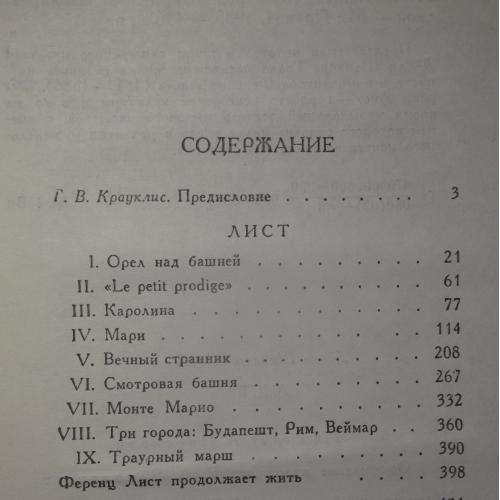 СОДЕРЖАНИЕ
Г. В. Крауклис. Предисловие . . . . . . . . 3
ЛИСТ
I. Орел над башней . . . . . . . . . . 21
II. «Le petit prodige» . . . . . . . . . . 61
III. Каролина . . . . . . . . . . . . . 77
IV. Мари . . . . . . . . . . . . . . 114
V. Вечный странник . . . . . . . . . . 208
VI. Смотровая башня . . . . . . . . . . 267
VII. Монте Марио . . . . . . . . . . . 332
VIII. Три города: Будапешт, Рим, Веймар . . 360
IX. Траурный марш . . . . . . . . . . 390
Ференц Лист продолжает жить . . . . 398